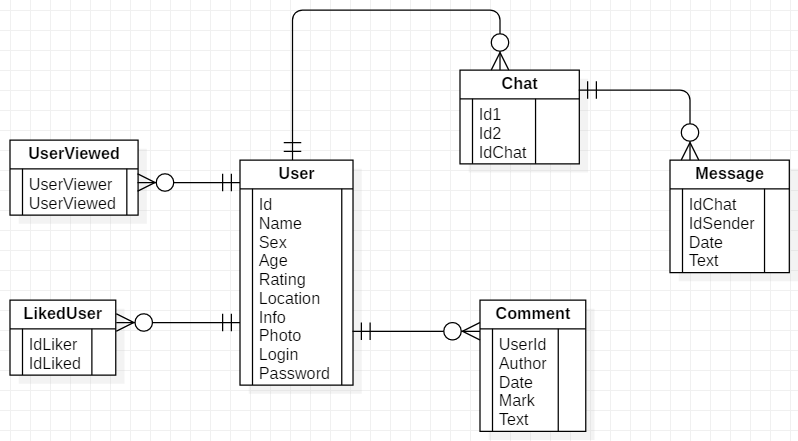 Chat
Id1
Id2
IdChat
UserViewed
UserViewer
UserViewed
User
Id
Name
Sex
Age
Rating
Location
Info
Photo
Login
Password
Message
IdChat
IdSender
Date
Text
LikedUser
IdLiker
IdLiked
Comment
UserId
Author
Date
Mark
Text